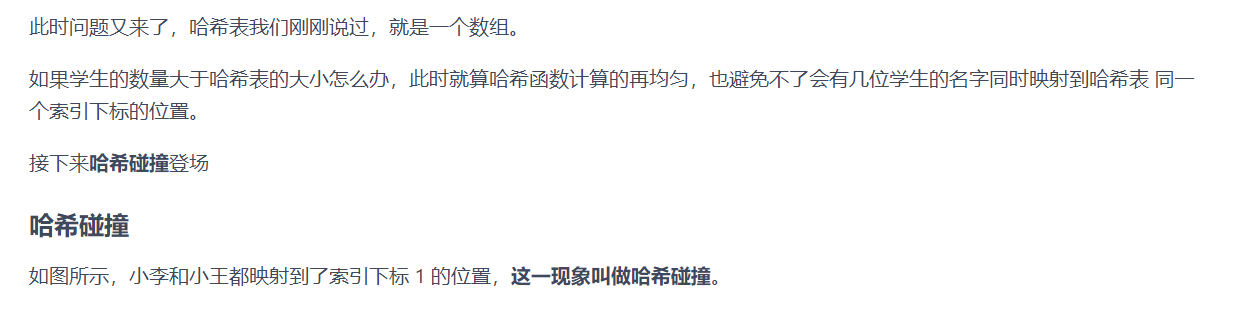 此时问题又来了，哈希表我们刚刚说过，就是一个数组。
如果学生的数量大于哈希表的大小怎么办，此时就算哈希函数计算的再均匀，也避免不了会有几位学生的名字同时映射到哈希表 同一
个索引下标的位置。
接下来哈希碰撞登场
哈希碰撞
如图所示，小李和小王都映射到了索引下标 1 的位置，这一现象叫做哈希碰撞。